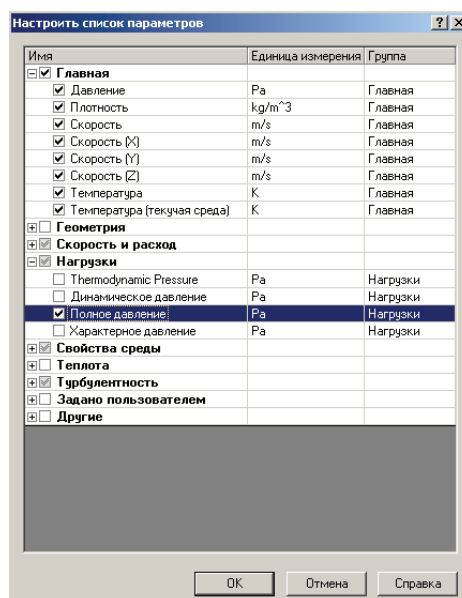 Настроить список параметров
Имя Единица измерения Группа
Главная
Давление Pa Главная
Плотность kg/m^3 Главная
Скорость m/s Главная
Скорость (X) m/s Главная
Скорость (Y) m/s Главная
Скорость (Z) m/s Главная
Температура K Главная
Температура (текучая среда) K Главная
Геометрия
Скорость и расход
Нагрузки
Thermodynamic Pressure Pa Нагрузки
Динамическое давление Pa Нагрузки
Полное давление Pa Нагрузки
Характерное давление Pa Нагрузки
Свойства среды
Теплота
Турбулентность
Задано пользователем
Другие
OK Отмена Справка